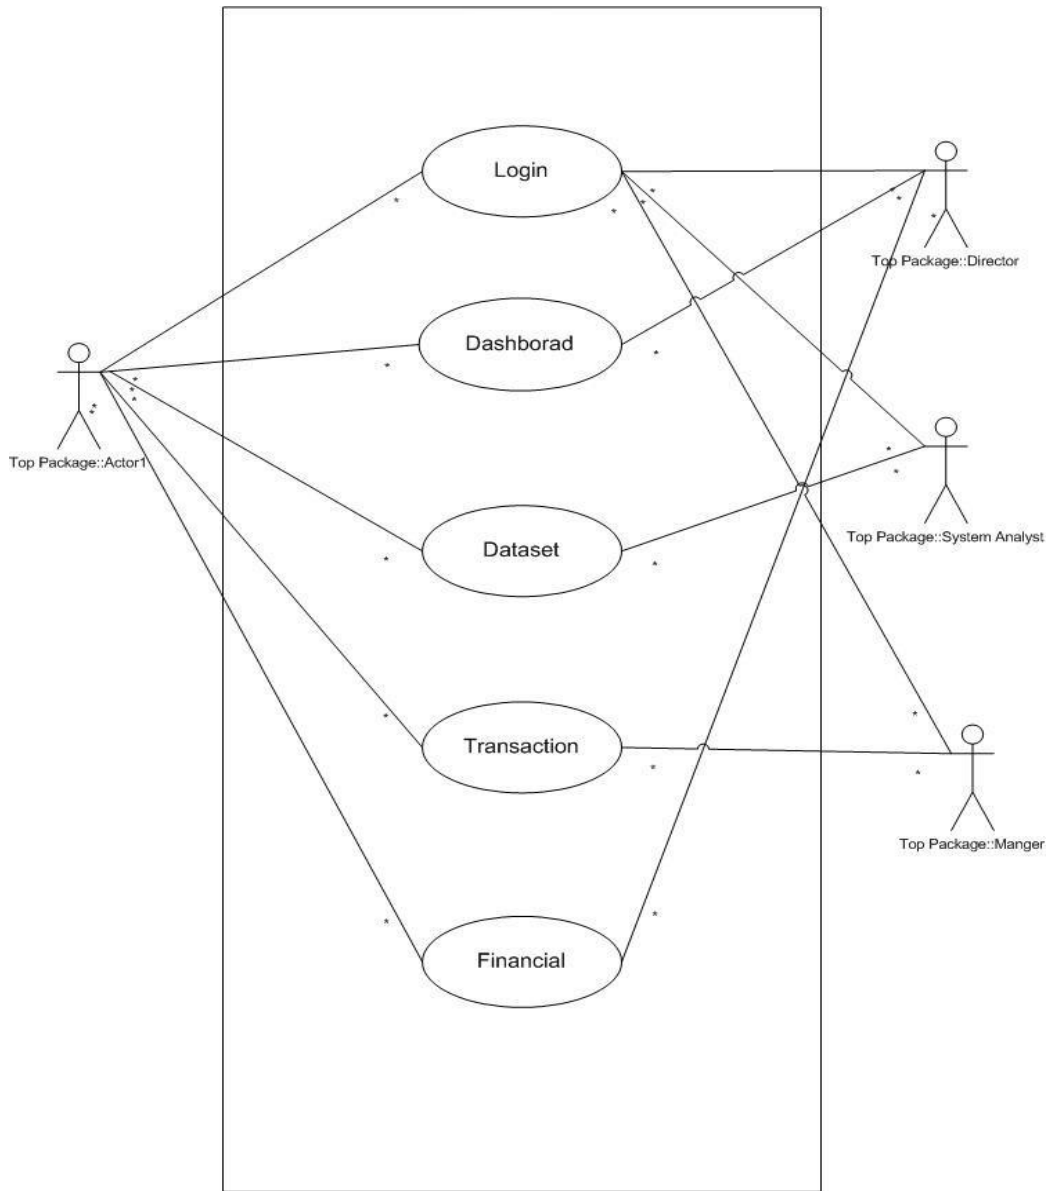 Login
Top Package::Director
Dashborad
Top Package::Actor1
Dataset
Top Package::System Analyst
Transaction
Top Package::Manger
Financial